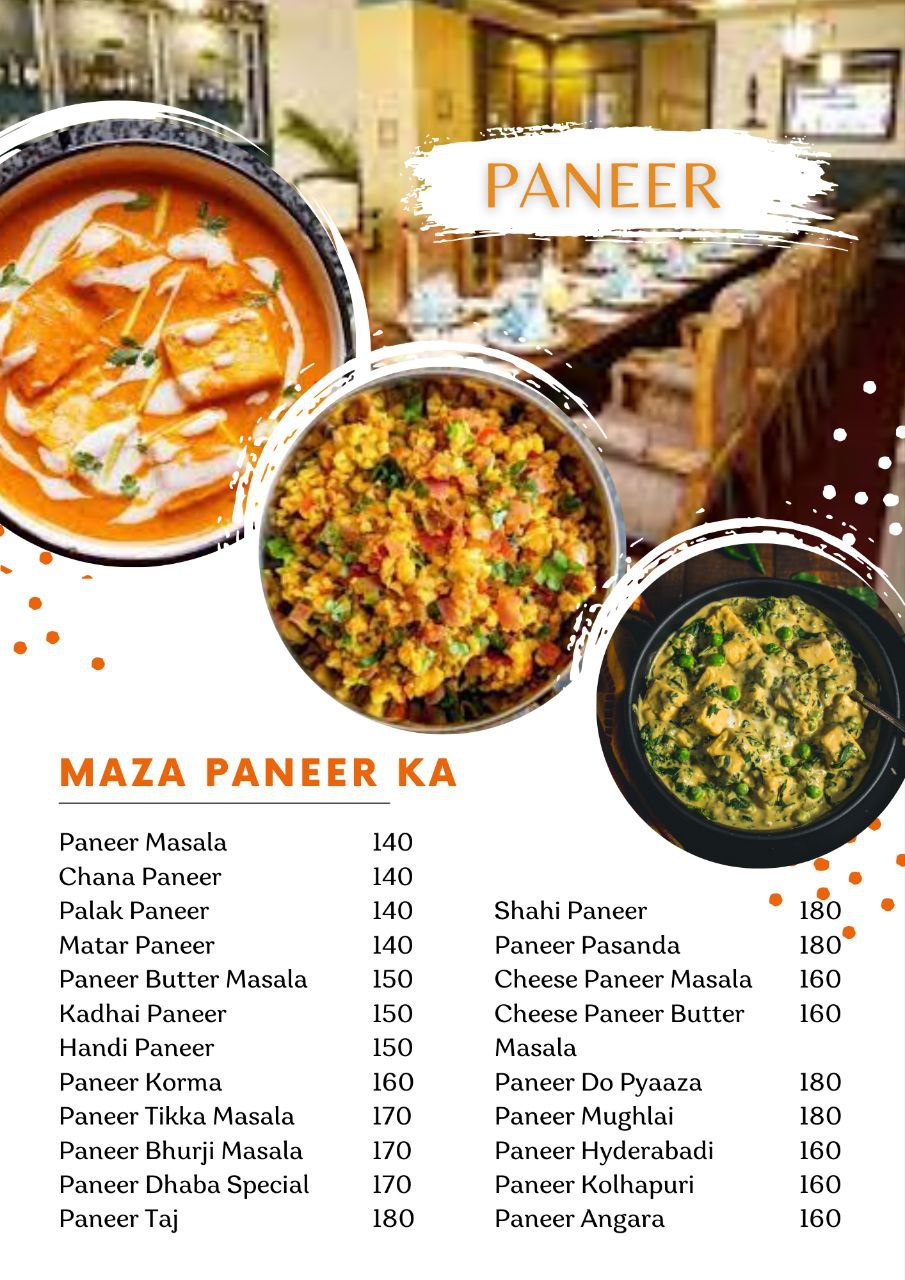 PANEER
MAZA PANEER KA
Paneer Masala 140
Chana Paneer 140
Palak Paneer 140
Matar Paneer 140
Paneer Butter Masala 150
Kadhai Paneer 150
Handi Paneer 150
Paneer Korma 160
Paneer Tikka Masala 170
Paneer Bhurji Masala 170
Paneer Dhaba Special 170
Paneer Taj 180
Shahi Paneer 180
Paneer Pasanda 180
Cheese Paneer Masala 160
Cheese Paneer Butter 160
Masala
Paneer Do Pyaaza 180
Paneer Mughlai 180
Paneer Hyderabadi 160
Paneer Kolhapuri 160
Paneer Angara 160